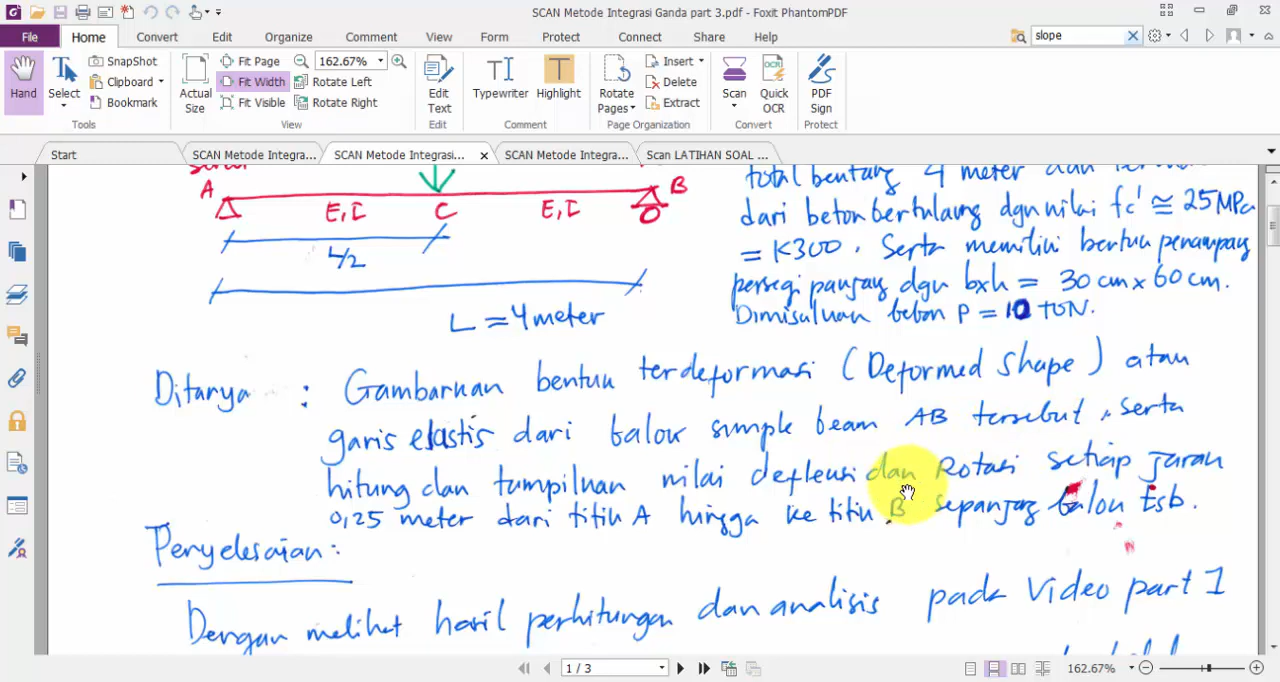 SCAN Metode Integrasi Ganda part 3.pdf - Foxit PhantomPDF
File Home Convert Edit Organize Comment View Form Protect Connect Share Help slope
Hand
Select
SnapShot
Clipboard
Bookmark
Tools
Actual Size
Fit Page
Fit Width
Fit Visible
162.67%
Rotate Left
Rotate Right
View
Edit Text
Edit
Typewriter
Highlight
Comment
Rotate Pages
Insert
Delete
Extract
Page Organization
Scan
Quick OCR
Convert
PDF Sign
Protect
Start
SCAN Metode Integra...
SCAN Metode Integrasi...
SCAN Metode Integra...
Scan LATIHAN SOAL ...
A B
E,I C E,I
L/2
L = 4 meter
total bentang 4 meter dan
dari beton bertulang dgn nilai fc' ≅ 25 MPa
= K300. Serta memiliki bentuk penampang
persegi panjang dgn bxh = 30 cm x 60 cm.
Dimisalkan beban P = 10 TON.
Ditanya : Gambarkan bentuk terdeformasi (Deformed Shape) atau
garis elastis dari balok simple beam AB tersebut, serta
hitung dan tampilkan nilai defleksi dan Rotasi setiap jarak
0,25 meter dari titik A hingga ke titik B sepanjang balok tsb.
Penyelesaian :
Dengan melihat hasil perhitungan dan analisis pada Video part 1
1 / 3
162.67%